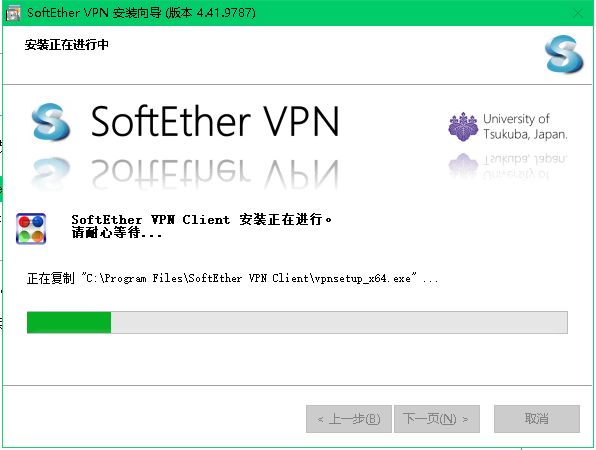 SoftEther VPN 安装向导 (版本 4.41.9787)
安装正在进行中
SoftEther VPN
University of
Tsukuba, Japan.
SoftEther VPN Client 安装正在进行。
请耐心等待...
正在复制 "C:\Program Files\SoftEther VPN Client\vpnsetup_x64.exe" ...
< 上一步(B)
下一页(N) >
取消